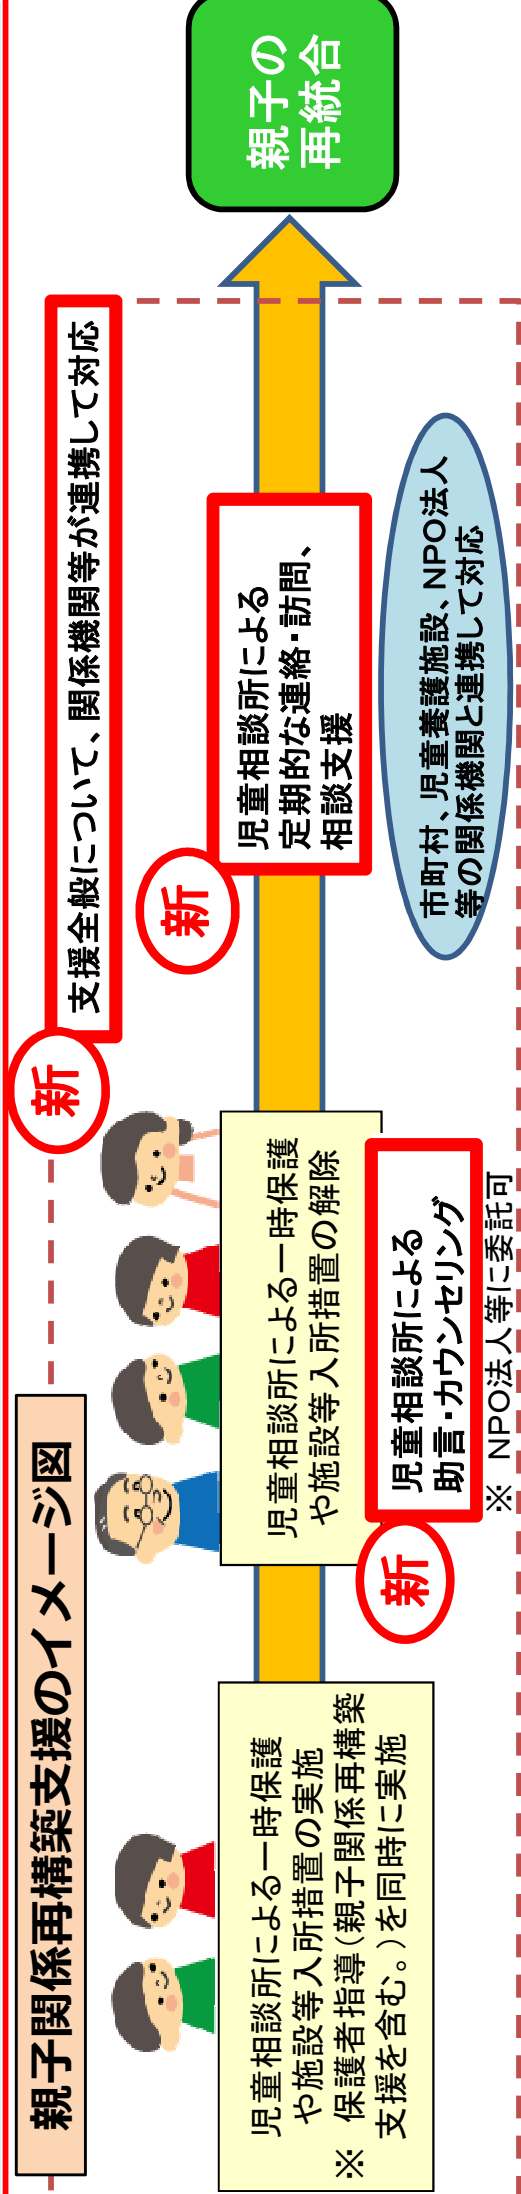 親子関係再構築支援のイメージ図
新
支援全般について、関係機関等が連携して対応
児童相談所による一時保護
や施設等入所措置の実施
※ 保護者指導(親子関係再構築
支援を含む。)を同時に実施
児童相談所による一時保護
や施設等入所措置の解除
新
児童相談所による
助言・カウンセリング
※ NPO法人等に委託可
新
児童相談所による
定期的な連絡・訪問、
相談支援
市町村、児童養護施設、NPO法人
等の関係機関と連携して対応
親子の
再統合